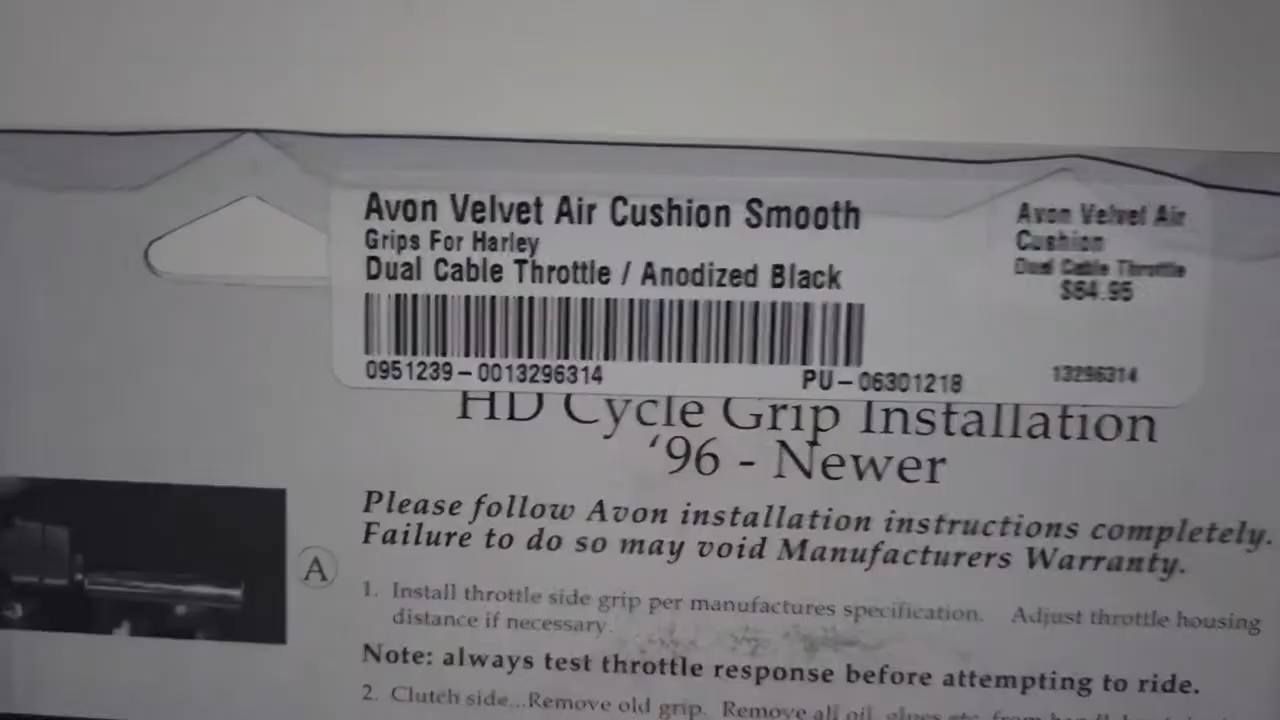 Avon Velvet Air Cushion Smooth
Grips For Harley
Dual Cable Throttle / Anodized Black
0951239-0013296314
PU-06301218
Avon Velvet Air
Cushion
Dual Cable Throttle
$64.95
13296314
HD Cycle Grip Installation
'96 - Newer
Please follow Avon installation instructions completely.
Failure to do so may void Manufacturers Warranty.
A
1. Install throttle side grip per manufactures specification. Adjust throttle housing
distance if necessary.
Note: always test throttle response before attempting to ride.
2. Clutch side...Remove old grip. Remove all oil, glues etc. from